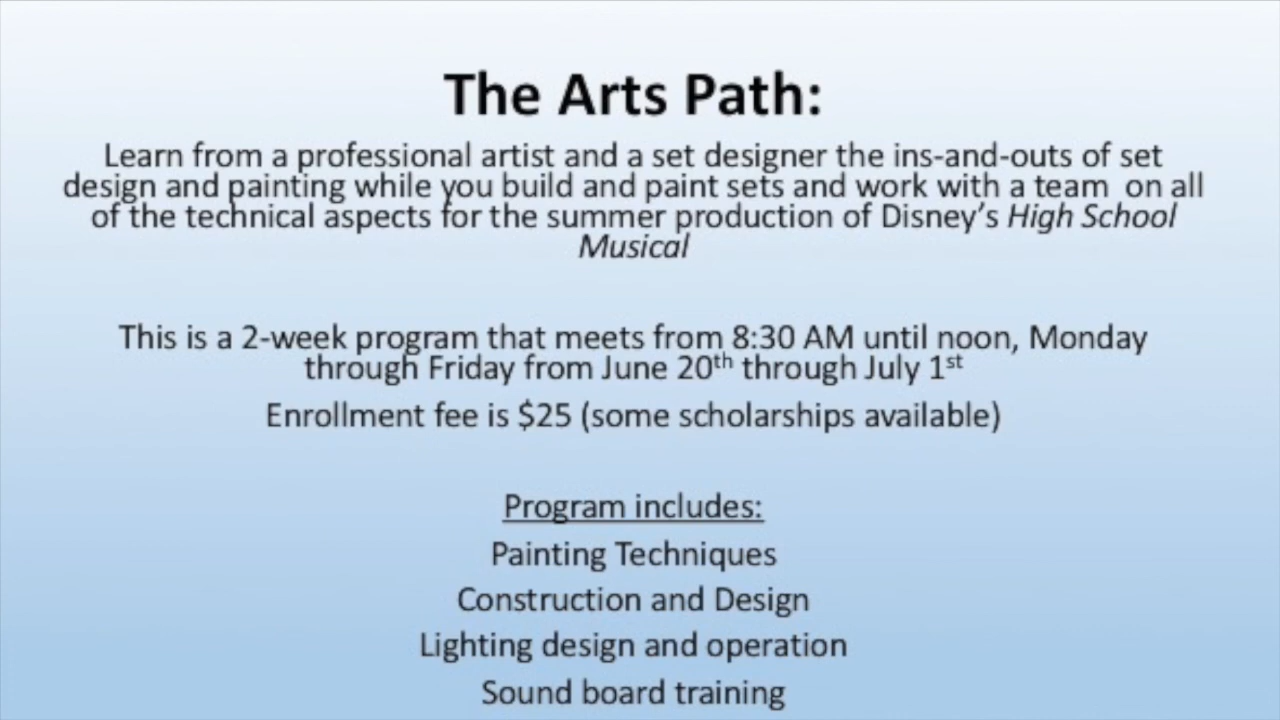 The Arts Path:
Learn from a professional artist and a set designer the ins-and-outs of set
design and painting while you build and paint sets and work with a team on all
of the technical aspects for the summer production of Disney’s High School
Musical
This is a 2-week program that meets from 8:30 AM until noon, Monday
through Friday from June 20th through July 1st
Enrollment fee is $25 (some scholarships available)
Program includes:
Painting Techniques
Construction and Design
Lighting design and operation
Sound board training